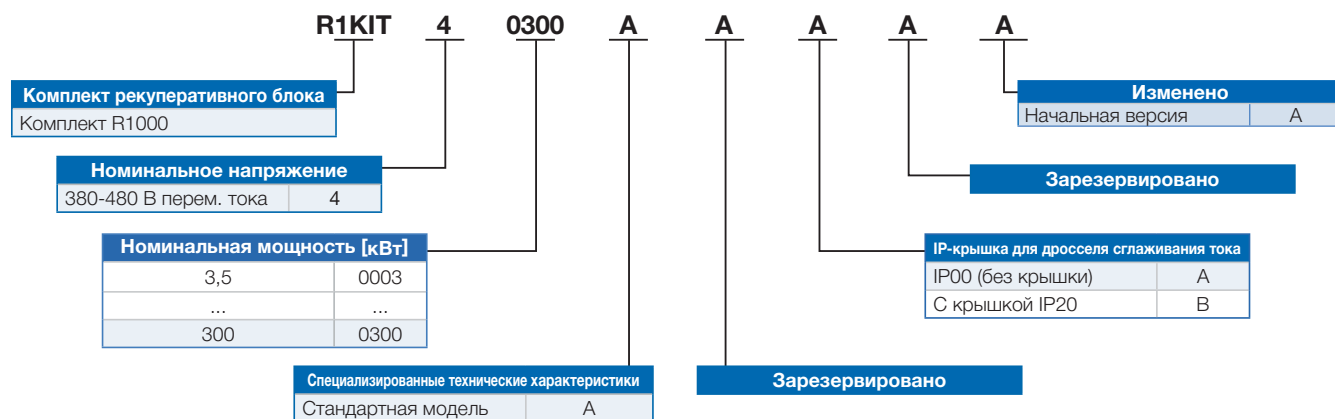 R1KIT 4 0300 A A A A A
Комплект рекуперативного блока
Комплект R1000
Изменено
Начальная версия A
Номинальное напряжение
380-480 В перем. тока 4
Зарезервировано
Номинальная мощность [кВт]
3,5 0003
... ...
300 0300
IP-крышка для дросселя сглаживания тока
IP00 (без крышки) A
С крышкой IP20 B
Специализированные технические характеристики
Стандартная модель A
Зарезервировано